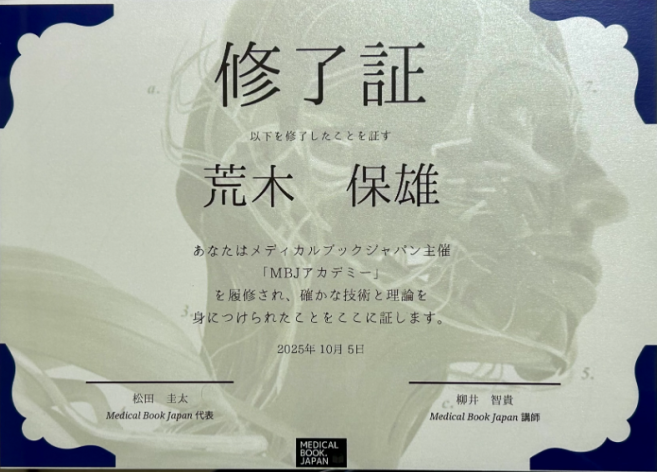 修了証
以下を修了したことを証す
荒木　保雄
あなたはメディカルブックジャパン主催
「MBJアカデミー」
を履修され、確かな技術と理論を
身につけられたことをここに証します。
2025年 10月 5日
松田　圭太
Medical Book Japan 代表
柳井　智貴
Medical Book Japan 講師
MEDICAL
BOOK.
JAPAN
a.
7.
3.
5.
c.